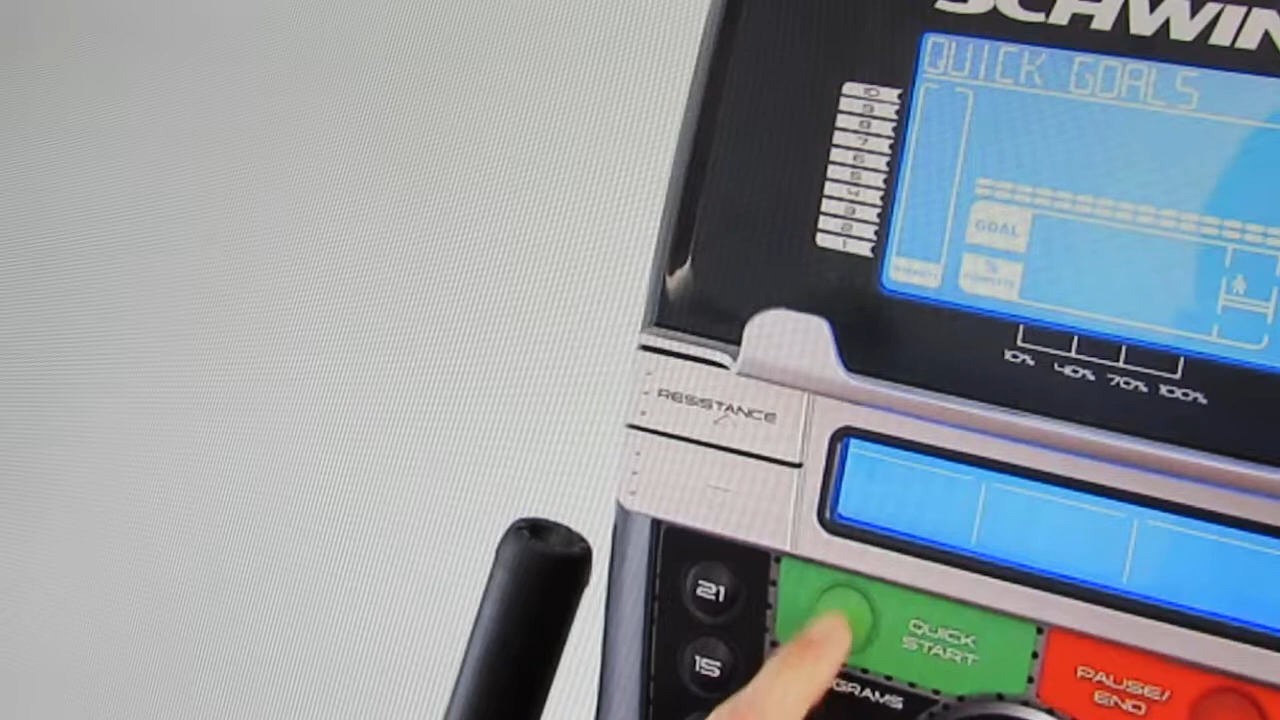 SCHWIN
QUICK GOALS
10
9
8
7
6
5
4
3
2
1
GOAL
%
10% 40% 70% 100%
RESISTANCE
21
15
QUICK
START
PAUSE/
END
GRAMS